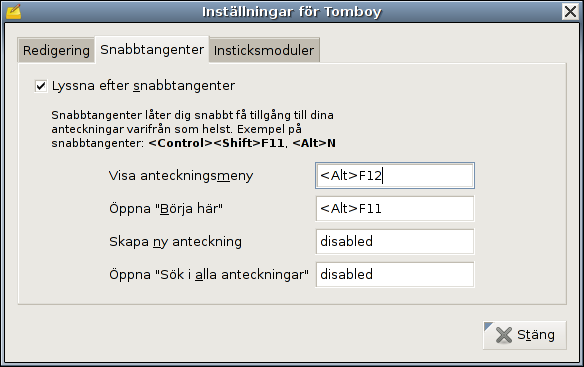 Inställningar för Tomboy
Redigering Snabbtangenter Insticksmoduler
Lyssna efter snabbtangenter
Snabbtangenter låter dig snabbt få tillgång till dina
anteckningar varifrån som helst. Exempel på
snabbtangenter: <Control><Shift>F11, <Alt>N
Visa anteckningsmeny <Alt>F12
Öppna "Börja här" <Alt>F11
Skapa ny anteckning disabled
Öppna "Sök i alla anteckningar" disabled
Stäng